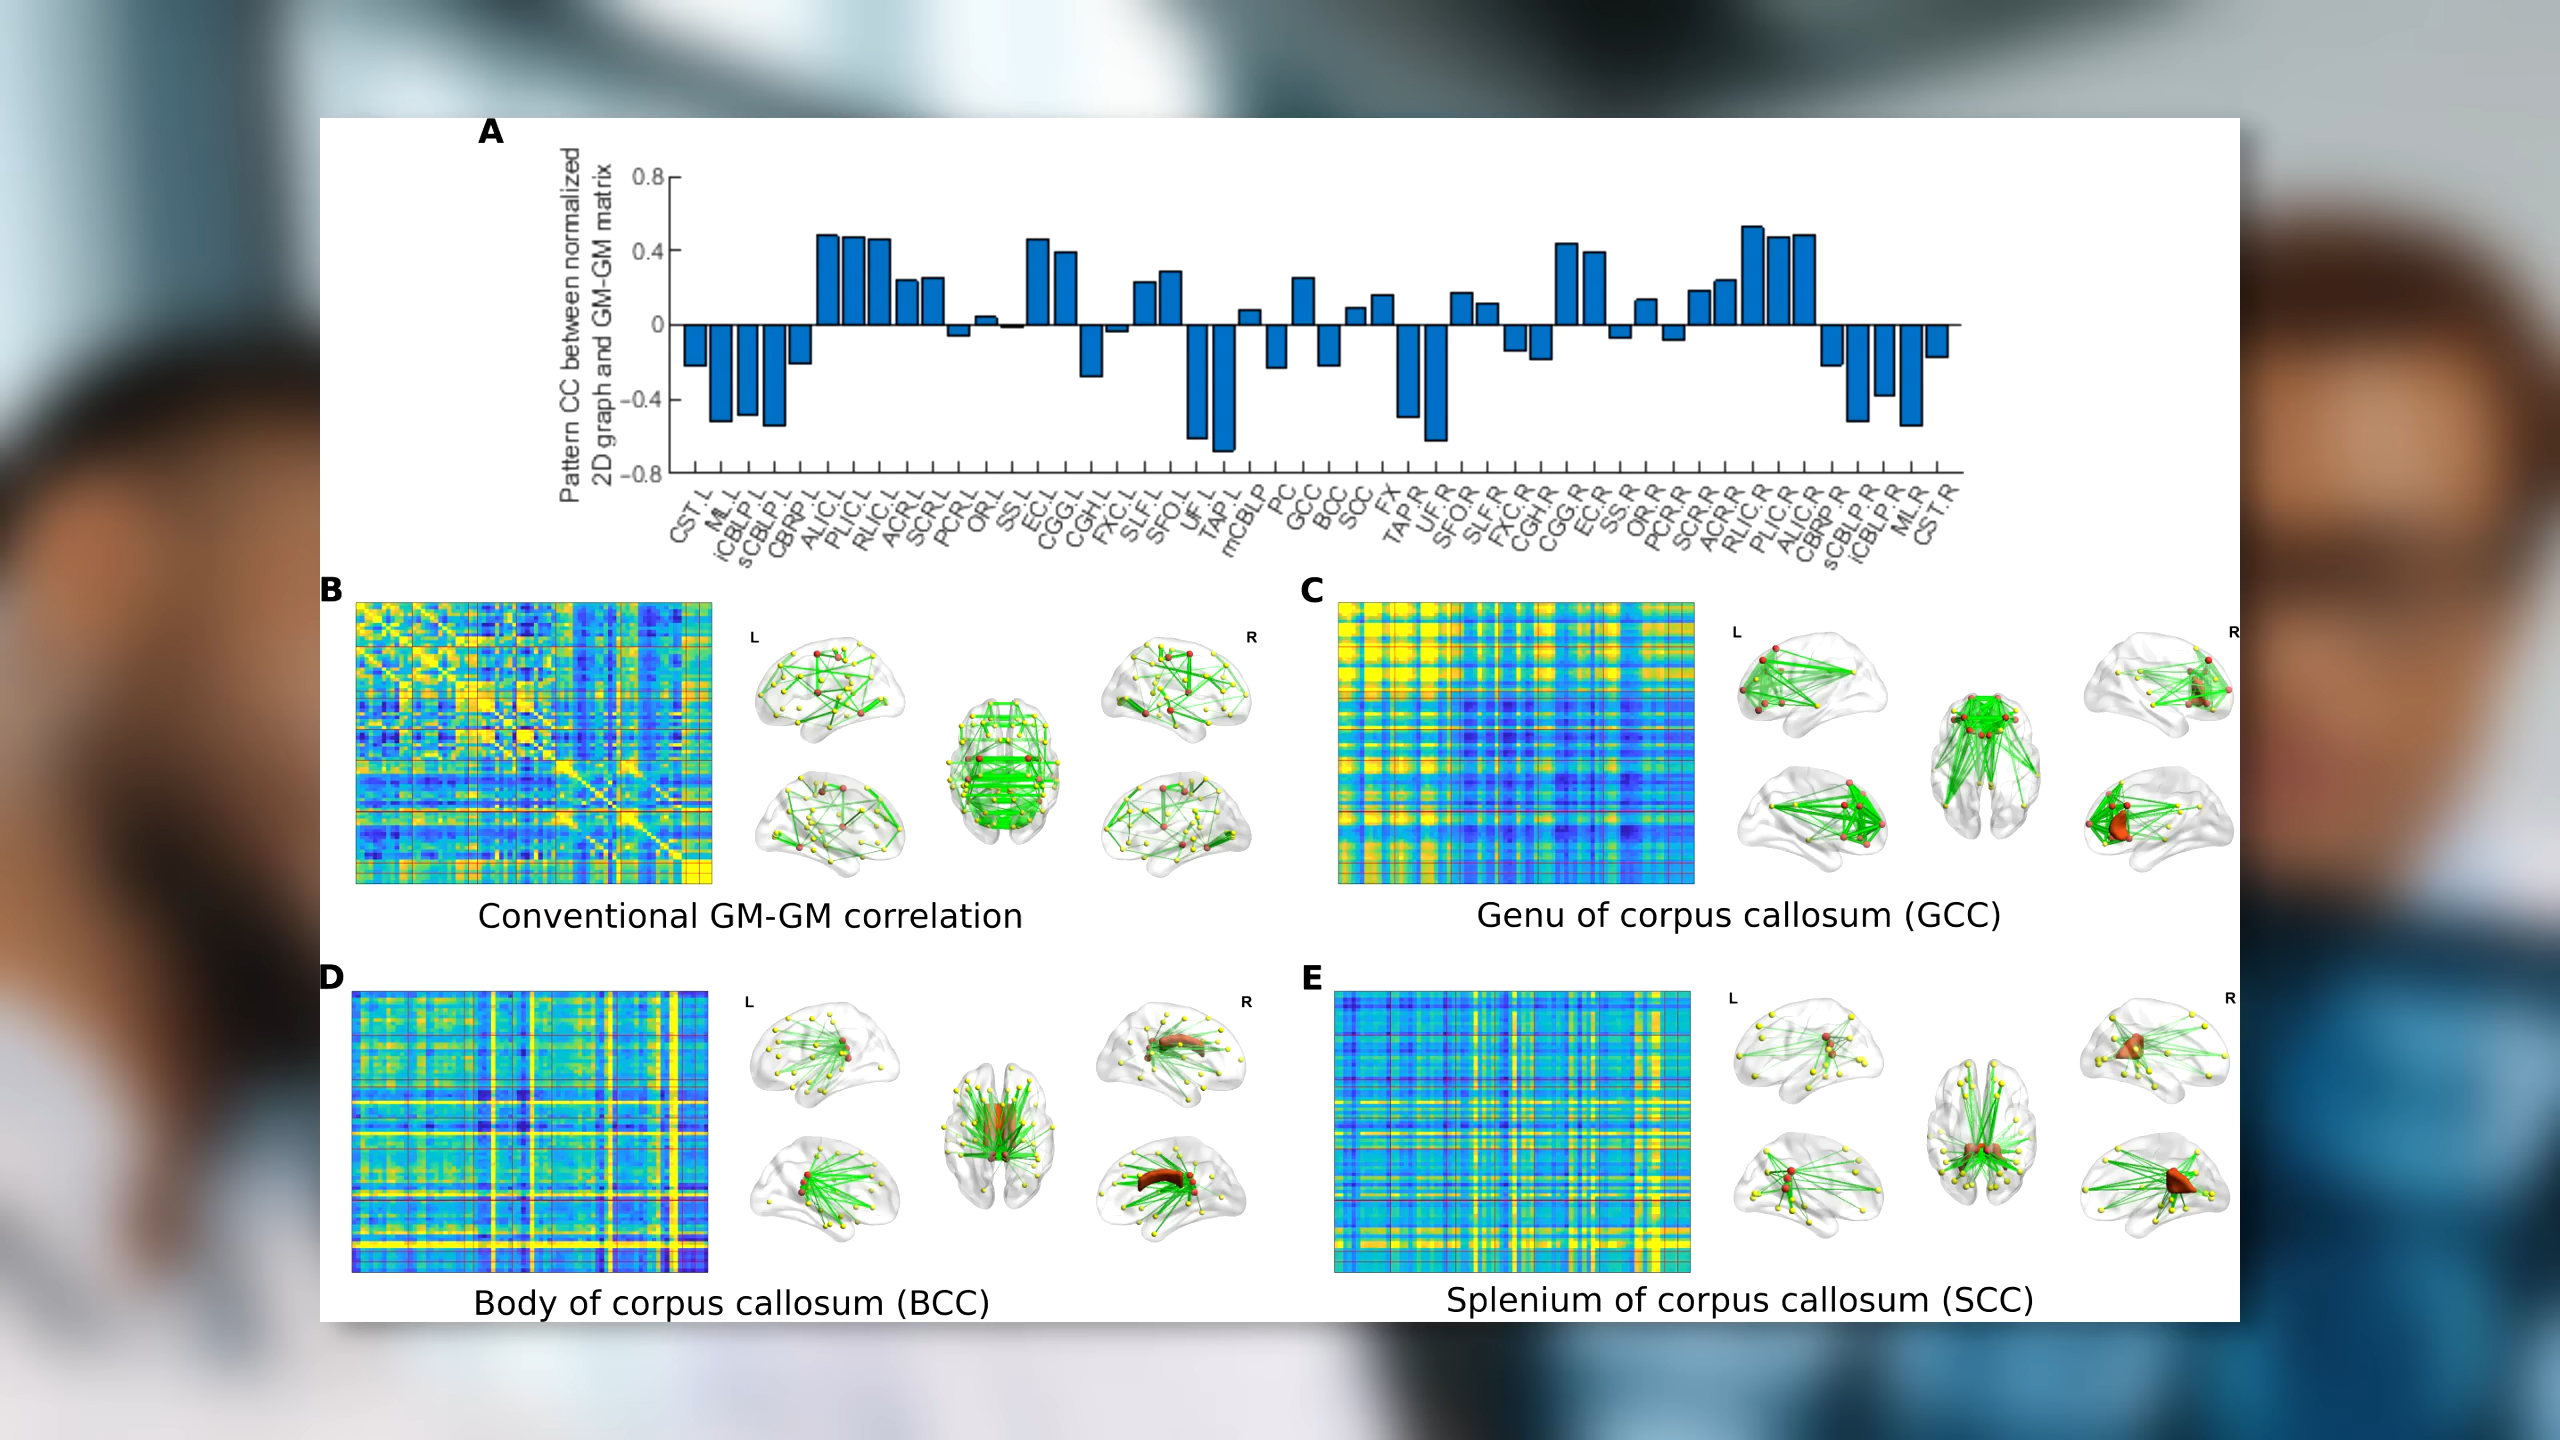 A
Pattern CC between normalized
2D graph and GM-GM matrix
0.8
0.4
0
−0.4
−0.8
CST.L
ML.L
iCBLP.L
sCBLP.L
CBRP.L
ALIC.L
PLIC.L
RLIC.L
ACR.L
SCR.L
PCR.L
OR.L
SS.L
EC.L
CGG.L
CGH.L
FXC.L
SLF.L
SFO.L
UF.L
TAP.L
mCBLP
PC
GCC
BCC
SCC
FX
TAP.R
UF.R
SFO.R
SLF.R
FXC.R
CGH.R
CGG.R
EC.R
SS.R
OR.R
PCR.R
SCR.R
ACR.R
RLIC.R
PLIC.R
ALIC.R
CBRP.R
sCBLP.R
iCBLP.R
ML.R
CST.R
B
L
R
Conventional GM-GM correlation
C
L
R
Genu of corpus callosum (GCC)
D
L
R
Body of corpus callosum (BCC)
E
L
R
Splenium of corpus callosum (SCC)